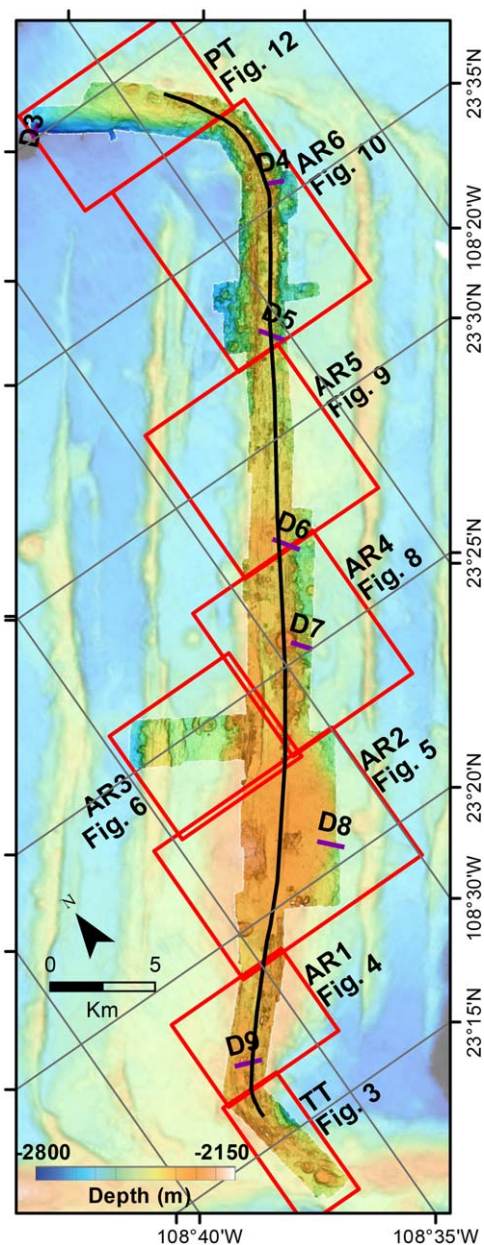 PT
Fig. 12
23°35'N
D3
D4
AR6
Fig. 10
108°20'W
23°30'N
D5
AR5
Fig. 9
D6
23°25'N
AR4
Fig. 8
D7
AR2
Fig. 5
AR3
Fig. 6
23°20'N
D8
108°30'W
N
0 5
Km
AR1
Fig. 4
23°15'N
D9
TT
Fig. 3
-2800 -2150
Depth (m)
108°40'W 108°35'W